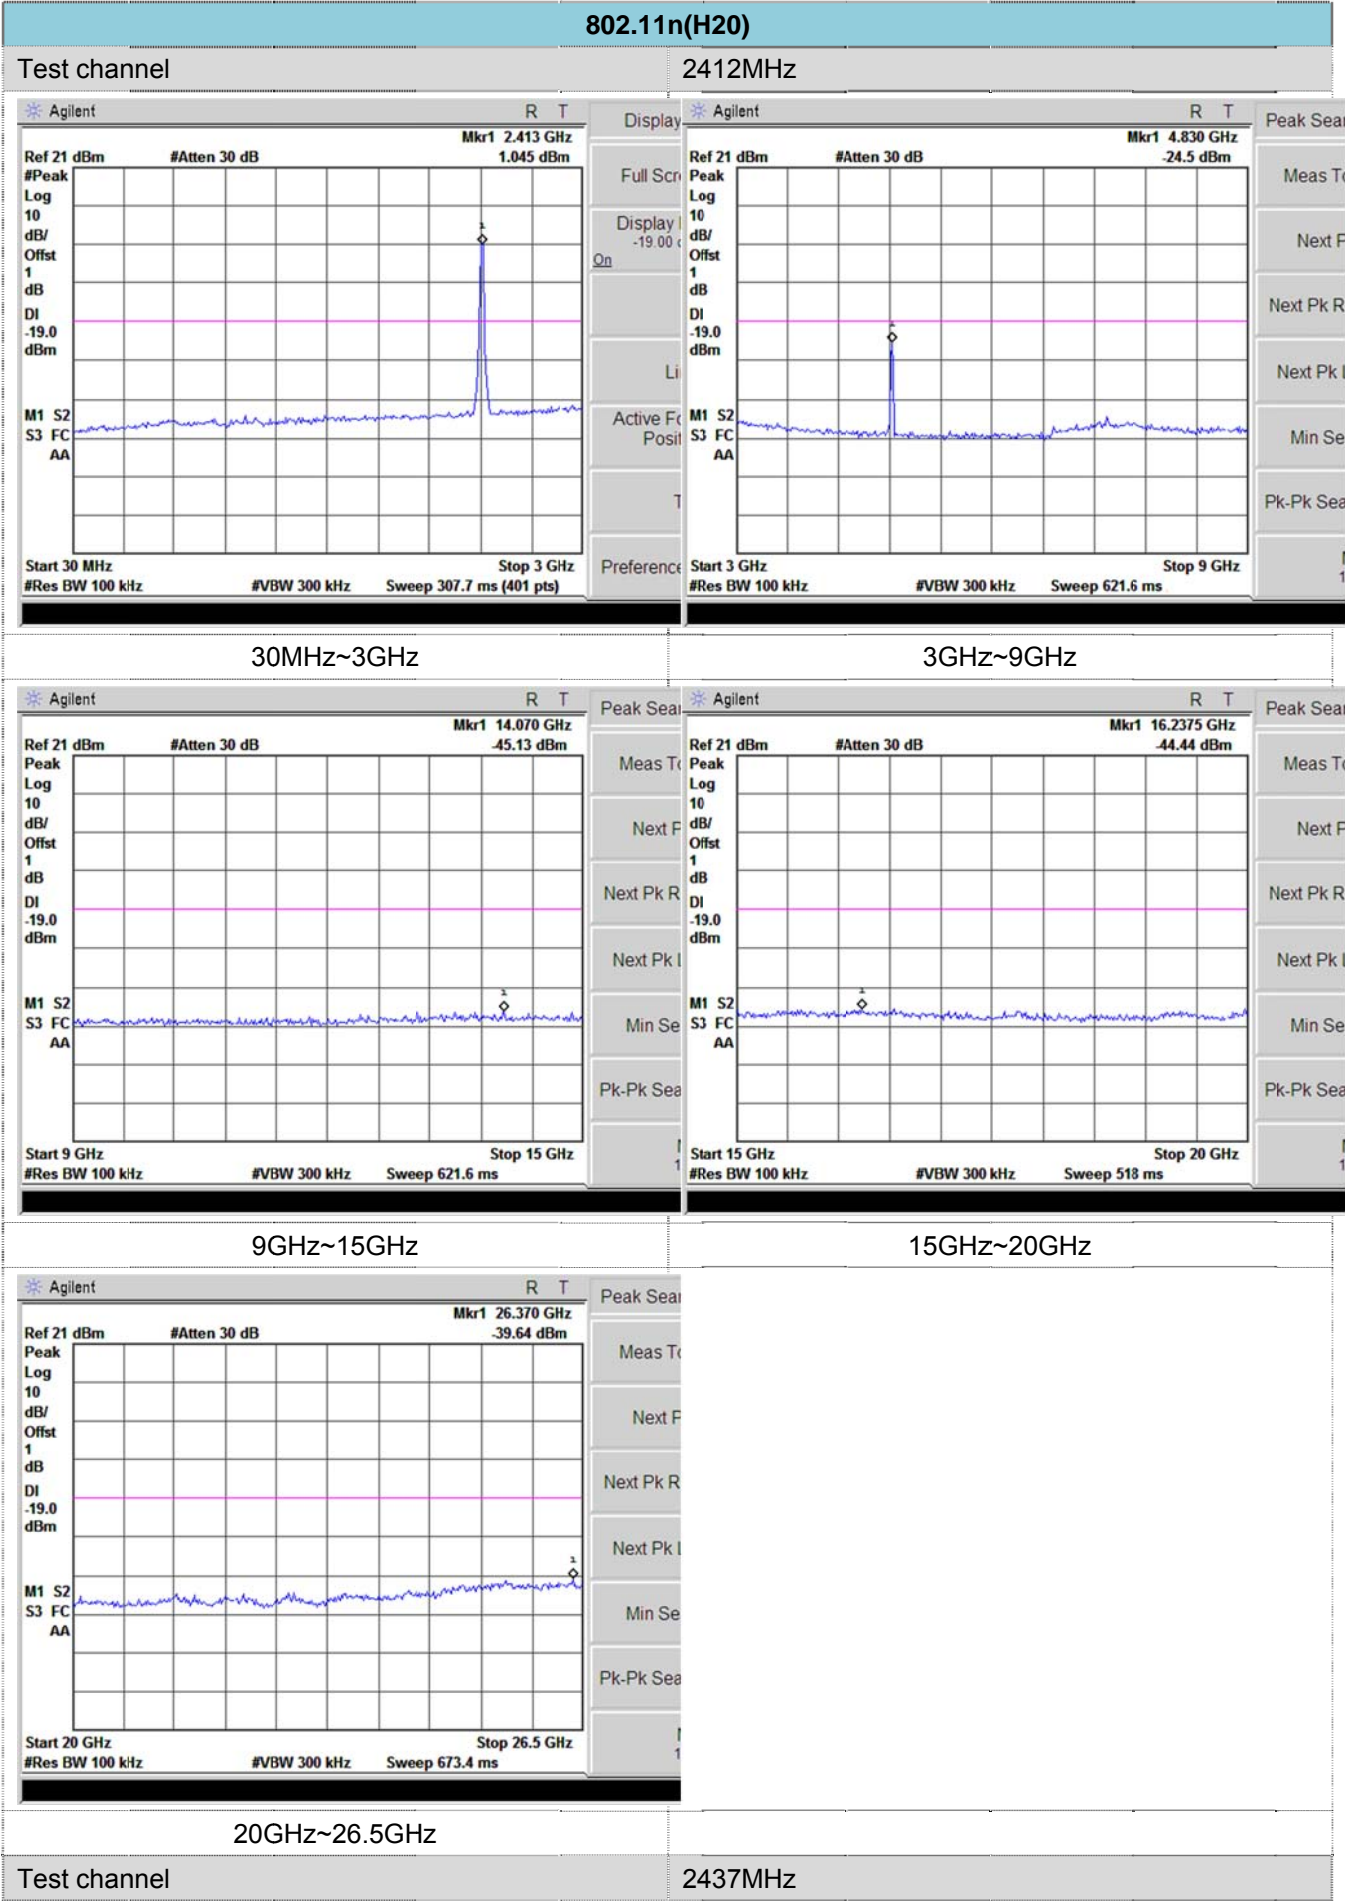 802.11n(H20)
Test channel 2412MHz
Agilent R T
Mkr1 2.413 GHz
Ref 21 dBm #Atten 30 dB 1.045 dBm
#Peak
Log
10
dB/
Offst
1
dB
DI
-19.0
dBm
M1 S2
S3 FC
AA
1
Start 30 MHz Stop 3 GHz
#Res BW 100 kHz #VBW 300 kHz Sweep 307.7 ms (401 pts)
Display
Full Scr
Display
-19.00
On
Li
Active Fo
Posit
T
Preference
Agilent R T
Mkr1 4.830 GHz
Ref 21 dBm #Atten 30 dB -24.5 dBm
Peak
Log
10
dB/
Offst
1
dB
DI
-19.0
dBm
M1 S2
S3 FC
AA
1
Start 3 GHz Stop 9 GHz
#Res BW 100 kHz #VBW 300 kHz Sweep 621.6 ms
Peak Sear
Meas To
Next P
Next Pk R
Next Pk L
Min Se
Pk-Pk Sea
1
30MHz~3GHz 3GHz~9GHz
Agilent R T
Mkr1 14.070 GHz
Ref 21 dBm #Atten 30 dB -45.13 dBm
Peak
Log
10
dB/
Offst
1
dB
DI
-19.0
dBm
M1 S2
S3 FC
AA
1
Start 9 GHz Stop 15 GHz
#Res BW 100 kHz #VBW 300 kHz Sweep 621.6 ms
Peak Sear
Meas To
Next P
Next Pk R
Next Pk L
Min Se
Pk-Pk Sea
1
Agilent R T
Mkr1 16.2375 GHz
Ref 21 dBm #Atten 30 dB -44.44 dBm
Peak
Log
10
dB/
Offst
1
dB
DI
-19.0
dBm
M1 S2
S3 FC
AA
1
Start 15 GHz Stop 20 GHz
#Res BW 100 kHz #VBW 300 kHz Sweep 518 ms
Peak Sear
Meas To
Next P
Next Pk R
Next Pk L
Min Se
Pk-Pk Sea
1
9GHz~15GHz 15GHz~20GHz
Agilent R T
Mkr1 26.370 GHz
Ref 21 dBm #Atten 30 dB -39.64 dBm
Peak
Log
10
dB/
Offst
1
dB
DI
-19.0
dBm
M1 S2
S3 FC
AA
1
Start 20 GHz Stop 26.5 GHz
#Res BW 100 kHz #VBW 300 kHz Sweep 673.4 ms
Peak Sear
Meas To
Next P
Next Pk R
Next Pk L
Min Se
Pk-Pk Sea
1
20GHz~26.5GHz
Test channel 2437MHz